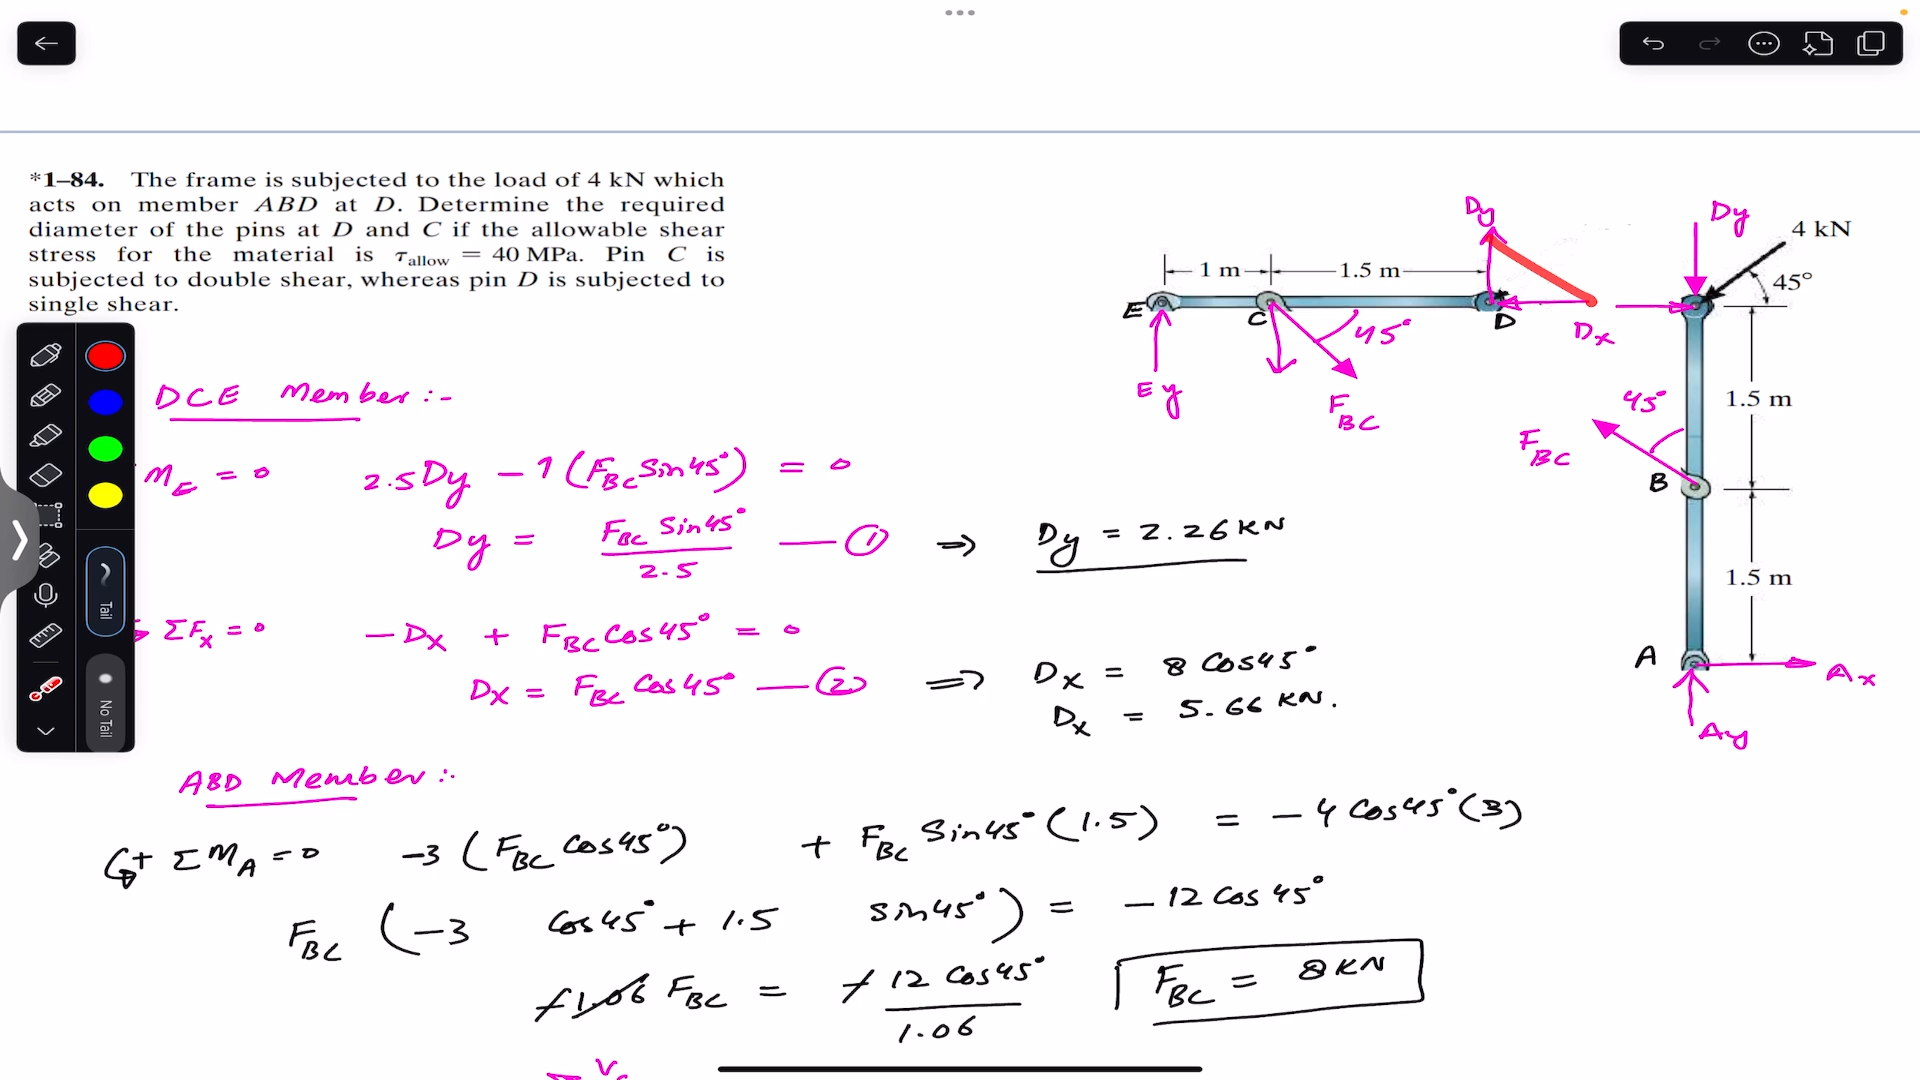 *1–84. The frame is subjected to the load of 4 kN which
acts on member ABD at D. Determine the required
diameter of the pins at D and C if the allowable shear
stress for the material is τallow = 40 MPa. Pin C is
subjected to double shear, whereas pin D is subjected to
single shear.
Dy
Dy
4 kN
1 m
1.5 m
45°
E
C
D
Dx
45°
Ey
FBC
45°
1.5 m
FBC
B
1.5 m
A
Ax
Ay
Tail
No Tail
DCE Member :-
ME = 0 2.5Dy - 1 (FBC Sin45°) = 0
Dy = FBC Sin45° / 2.5 — ① ⇒ Dy = 2.26 KN
ΣFx = 0 -Dx + FBC Cos45° = 0
Dx = FBC Cos45° — ② ⇒ Dx = 8 Cos45°
Dx = 5.66 KN.
ABD Member :-
+ ΣMA = 0 -3 (FBC Cos45°) + FBC Sin45° (1.5) = -4 Cos45° (3)
FBC (-3 Cos45° + 1.5 Sin45°) = -12 Cos45°
-1.06 FBC = -12 Cos45° / 1.06 FBC = 8 KN